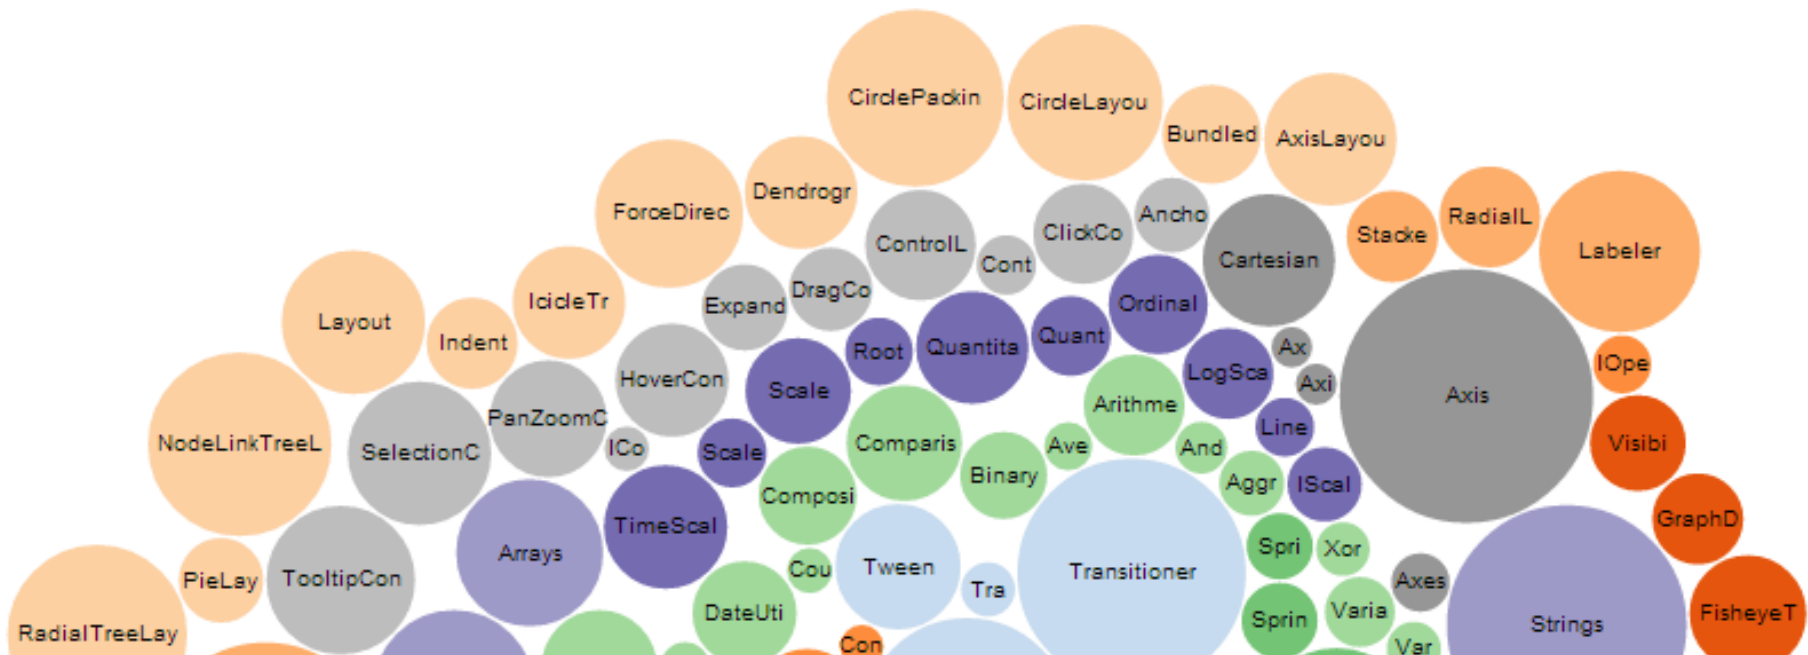 CirclePackin
CircleLayou
Bundled
AxisLayou
Dendrogr
ForceDirec
Ancho
RadialL
ClickCo
Stacke
ControlL
Labeler
Cartesian
Cont
DragCo
IcicleTr
Expand
Ordinal
Layout
Quant
Indent
Root
Quantita
Ax
IOpe
LogSca
HoverCon
Axi
Scale
Axis
Arithme
PanZoomC
Line
NodeLinkTreeL
Comparis
Visibi
Ave
And
ICo
SelectionC
Scale
Binary
Aggr
IScal
Composi
GraphD
TimeScal
Spri
Xor
Arrays
Tween
Cou
Transitioner
PieLay
TooltipCon
Axes
Tra
Varia
DateUti
FisheyeT
Sprin
Strings
RadialTreeLay
Con
Var